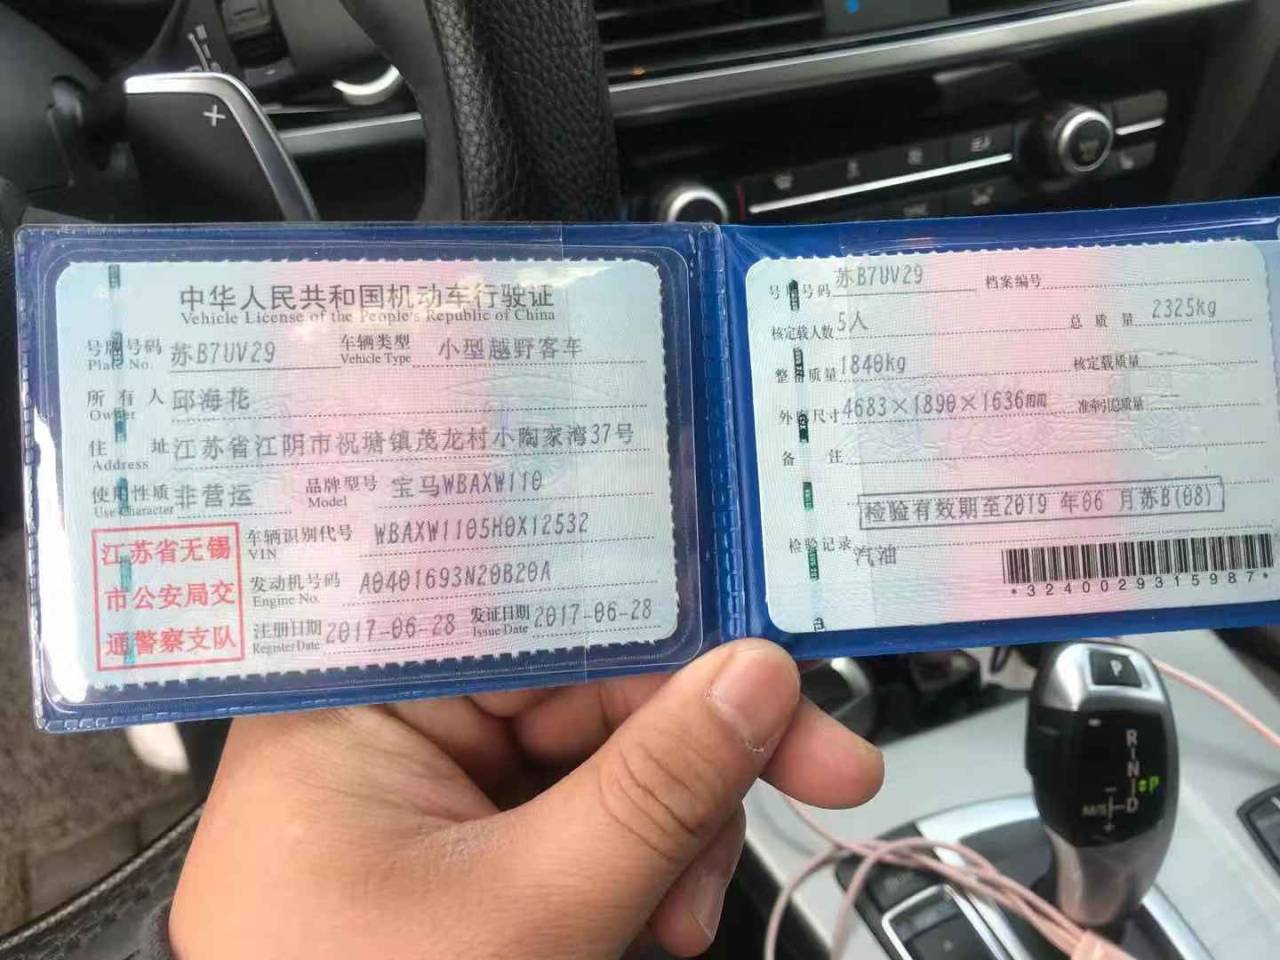 中华人民共和国机动车行驶证
Vehicle License of the People's Republic of China
号牌号码 苏B7UV29 车辆类型 小型越野客车
Plate No. Vehicle Type
所有人 邱海花
Owner
住址 江苏省江阴市祝塘镇茂龙村小陶家湾37号
Address
使用性质 非营运 品牌型号 宝马WBAXW110
Use Character Model
江苏省无锡
市公安局交
通警察支队
车辆识别代号 WBAXW1105H0X12532
VIN
发动机号码 A0401693N20B20A
Engine No.
注册日期 2017-06-28 发证日期 2017-06-28
Register Date Issue Date
号牌号码 苏B7UV29 档案编号
核定载人数 5人 总质量 2325kg
整备质量 1840kg 核定载质量
外廓尺寸 4683×1890×1636 准牵引总质量
备注
检验有效期至2019年06月苏B(08)
检验记录 汽油
*3240029315987*
P
R
N
D
M/S
P
+